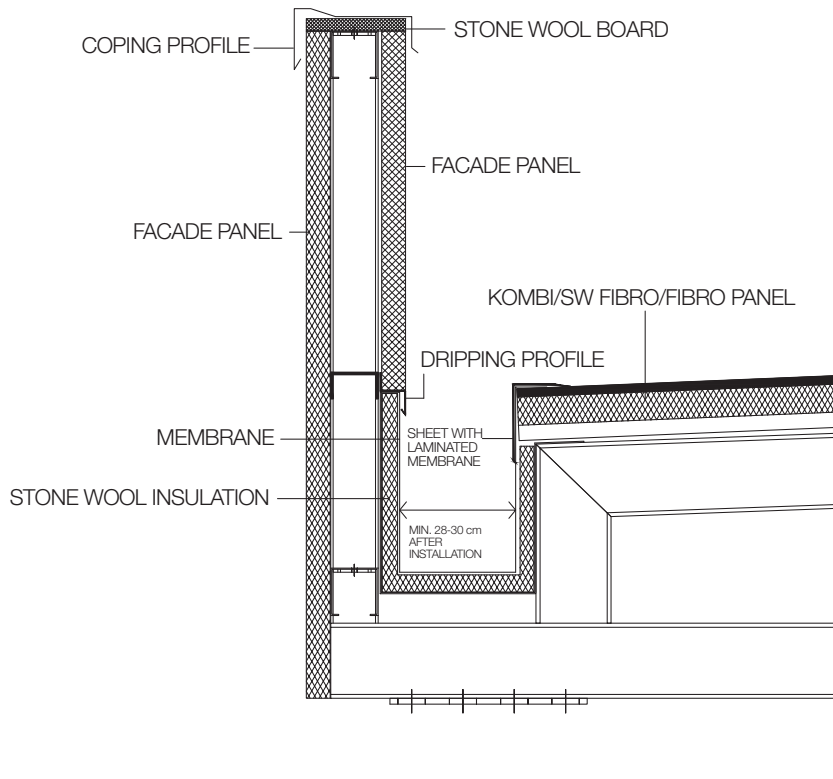 STONE WOOL BOARD
COPING PROFILE
FACADE PANEL
FACADE PANEL
KOMBI/SW FIBRO/FIBRO PANEL
DRIPPING PROFILE
MEMBRANE
SHEET WITH
LAMINATED
MEMBRANE
STONE WOOL INSULATION
MIN. 28-30 cm
AFTER
INSTALLATION